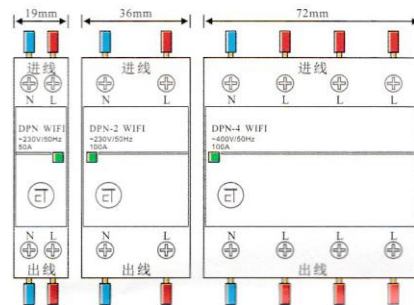 19mm
36mm
72mm
进线
N L
DPN WIFI
~230V/50Hz
50A
N L
出线
进线
N L
DPN-2 WIFI
~230V/50Hz
100A
N L
出线
进线
N L L L
DPN-4 WIFI
~400V/50Hz
100A
N L L L
出线